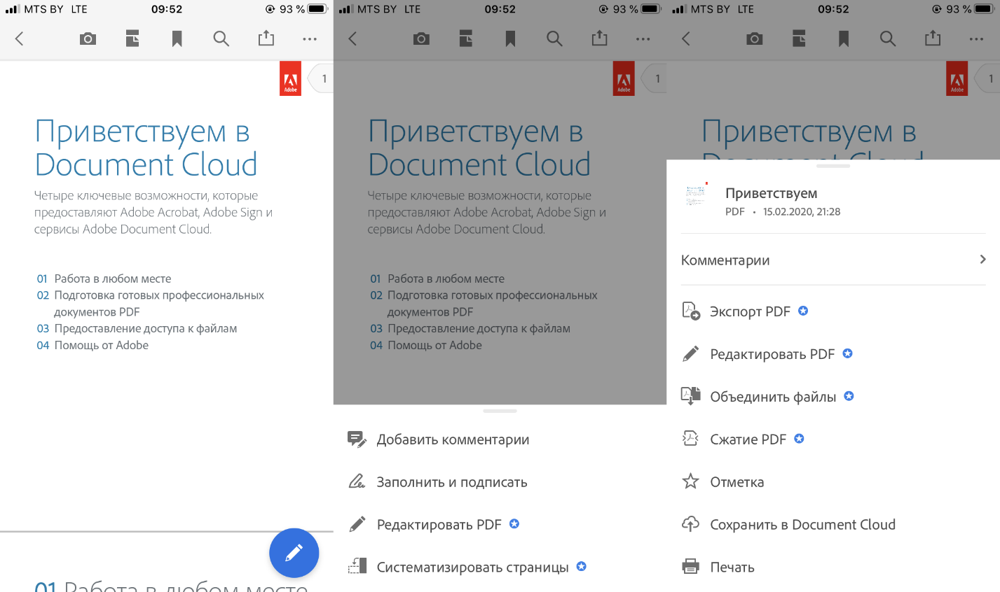 MTS BY LTE 09:52 93 %
1
Adobe
Приветствуем в
Document Cloud
Четыре ключевые возможности, которые
предоставляют Adobe Acrobat, Adobe Sign и
сервисы Adobe Document Cloud.
01 Работа в любом месте
02 Подготовка готовых профессиональных
документов PDF
03 Предоставление доступа к файлам
04 Помощь от Adobe
01 Работа в любом месте
MTS BY LTE 09:52 93 %
1
Adobe
Приветствуем в
Document Cloud
Четыре ключевые возможности, которые
предоставляют Adobe Acrobat, Adobe Sign и
сервисы Adobe Document Cloud.
01 Работа в любом месте
02 Подготовка готовых профессиональных
документов PDF
03 Предоставление доступа к файлам
04 Помощь от Adobe
Добавить комментарии
Заполнить и подписать
Редактировать PDF
Систематизировать страницы
MTS BY LTE 09:52 93 %
1
Adobe
Приветствуем в
Document Cloud
Приветствуем
PDF • 15.02.2020, 21:28
Комментарии
Экспорт PDF
Редактировать PDF
Объединить файлы
Сжатие PDF
Отметка
Сохранить в Document Cloud
Печать